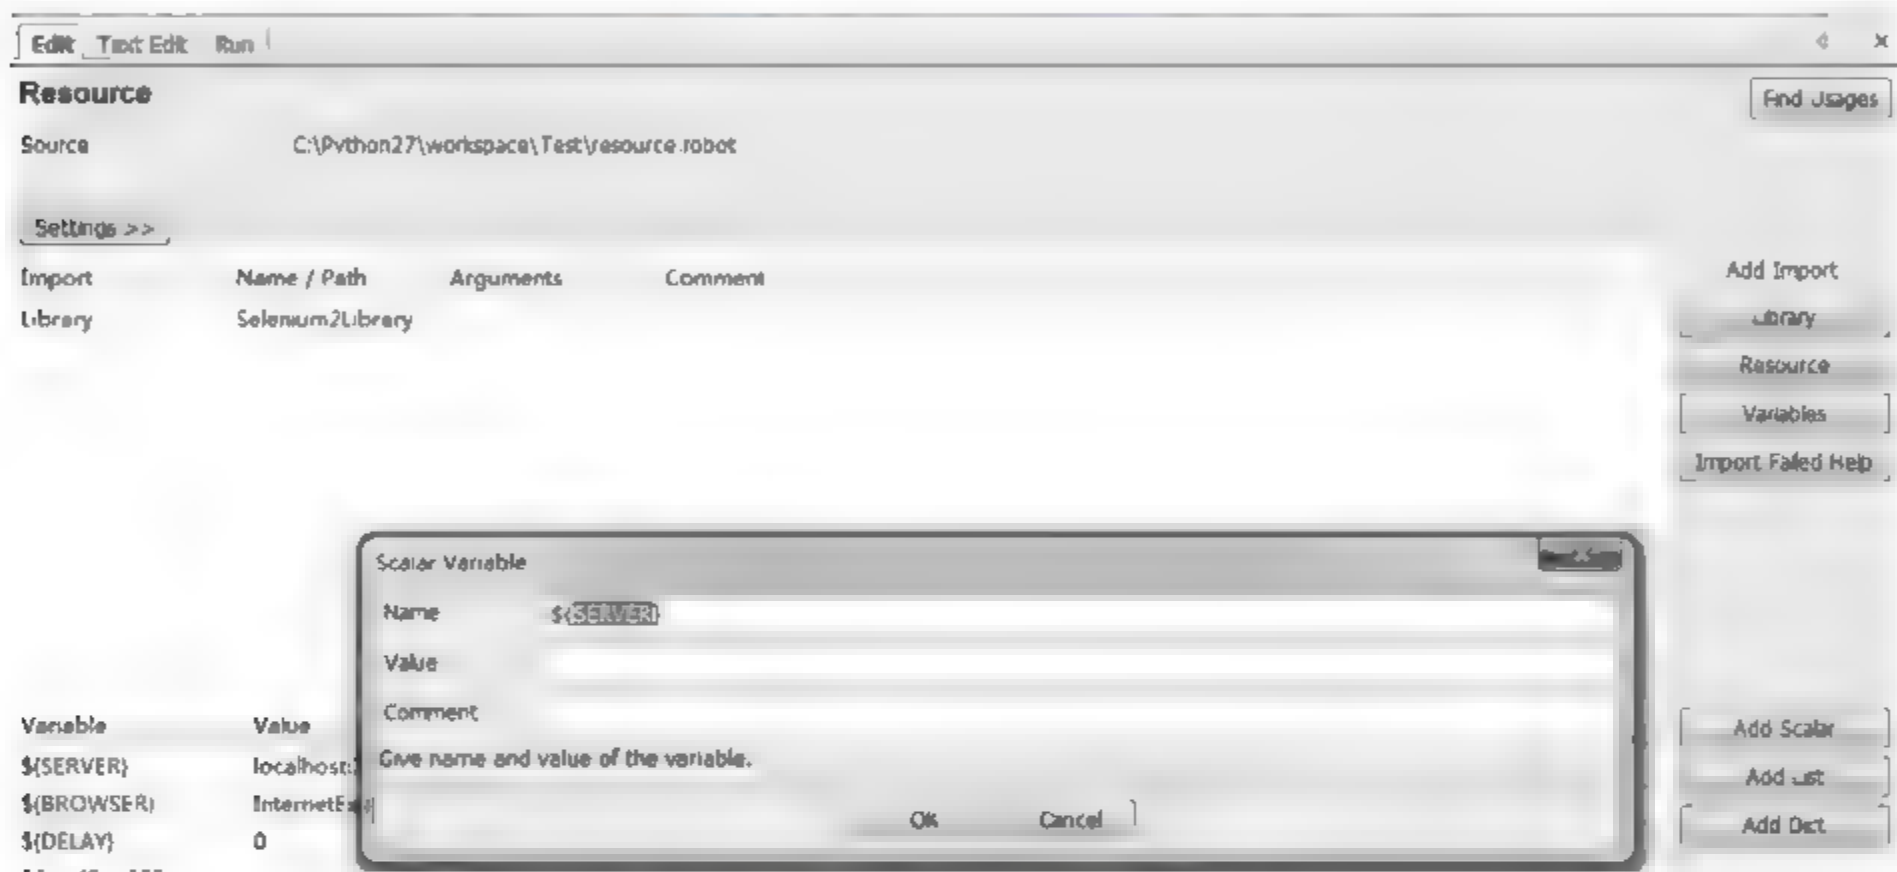 Edit Text Edit Run
Resource
Find Usages
Source C:\Python27\workspace\Test\resource.robot
Settings >>
Import Name / Path Arguments Comment
Add Import
Library Selenium2Library
Library
Resource
Variables
Import Failed Help
Scalar Variable
Name ${SERVER}
Value
Comment
Give name and value of the variable.
OK Cancel
Variable Value
${SERVER} localhost:
${BROWSER} InternetEx
${DELAY} 0
Add Scalar
Add List
Add Dict